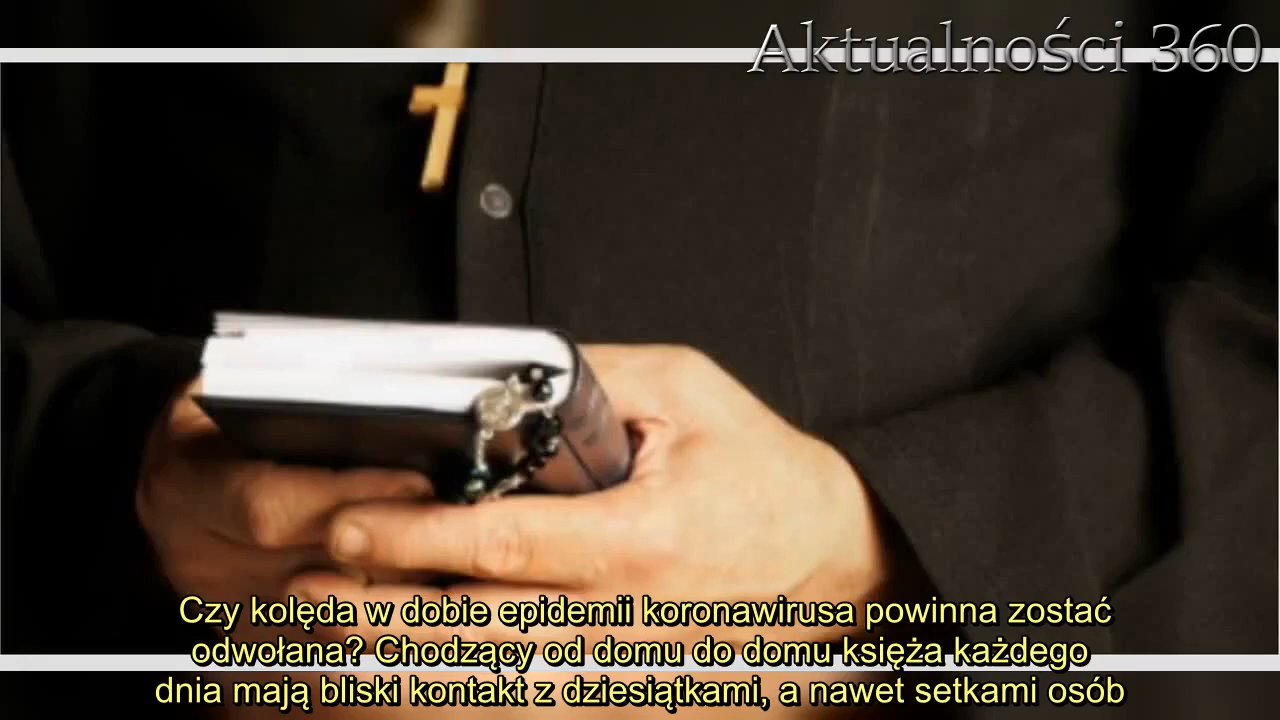 Aktualności 360
Czy kolęda w dobie epidemii koronawirusa powinna zostać
odwołana? Chodzący od domu do domu księża każdego
dnia mają bliski kontakt z dziesiątkami, a nawet setkami osób